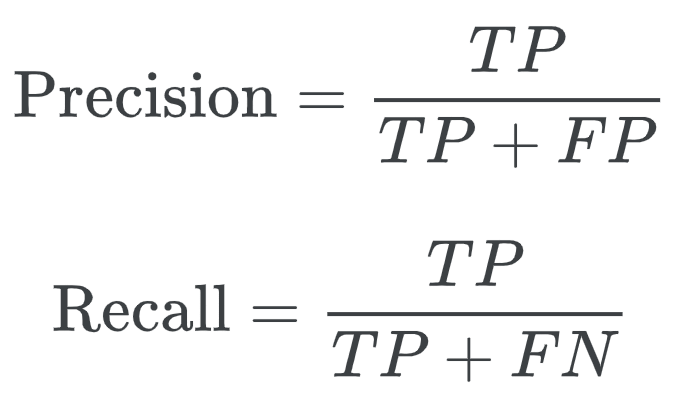 Precision = TP / TP + FP
Recall = TP / TP + FN